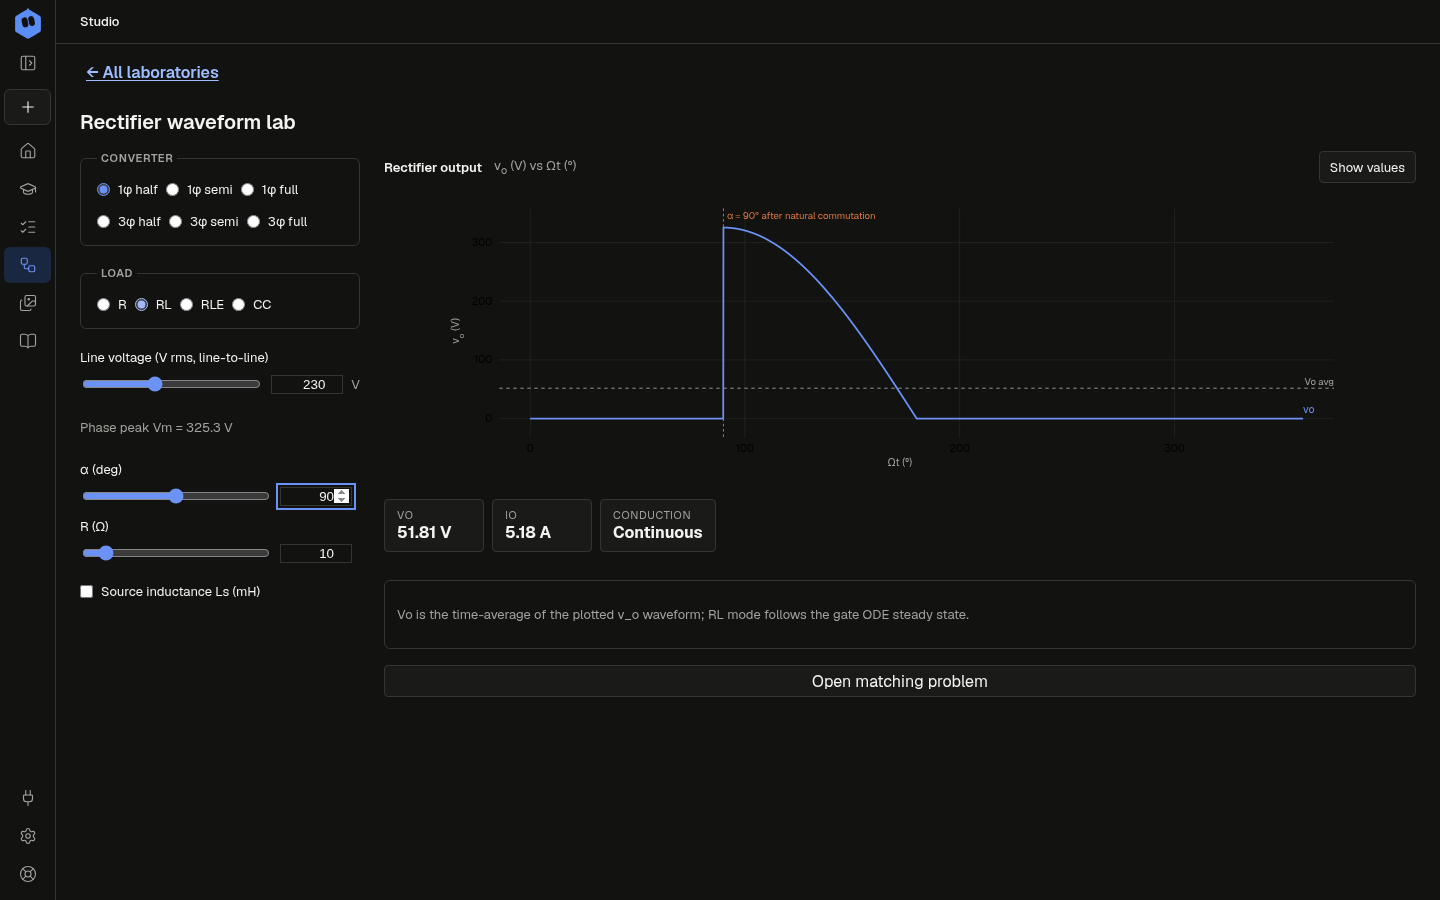 Studio
← All laboratories
Rectifier waveform lab
CONVERTER
1φ half 1φ semi 1φ full
3φ half 3φ semi 3φ full
LOAD
R RL RLE CC
Line voltage (V rms, line-to-line)
230 V
Phase peak Vm = 325.3 V
α (deg)
90
R (Ω)
10
Source inductance Ls (mH)
Rectifier output vo (V) vs Ωt (°)
Show values
α = 90° after natural commutation
300
200
100
0
vo (V)
Vo avg
vo
0 100 200 300
Ωt (°)
VO
51.81 V
IO
5.18 A
CONDUCTION
Continuous
Vo is the time-average of the plotted v_o waveform; RL mode follows the gate ODE steady state.
Open matching problem